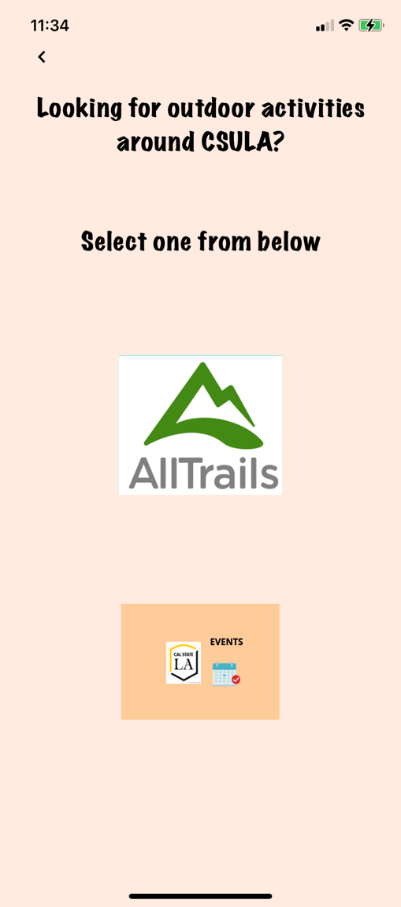 11:34
Looking for outdoor activities
around CSULA?
Select one from below
AllTrails
EVENTS
CAL STATE
LA